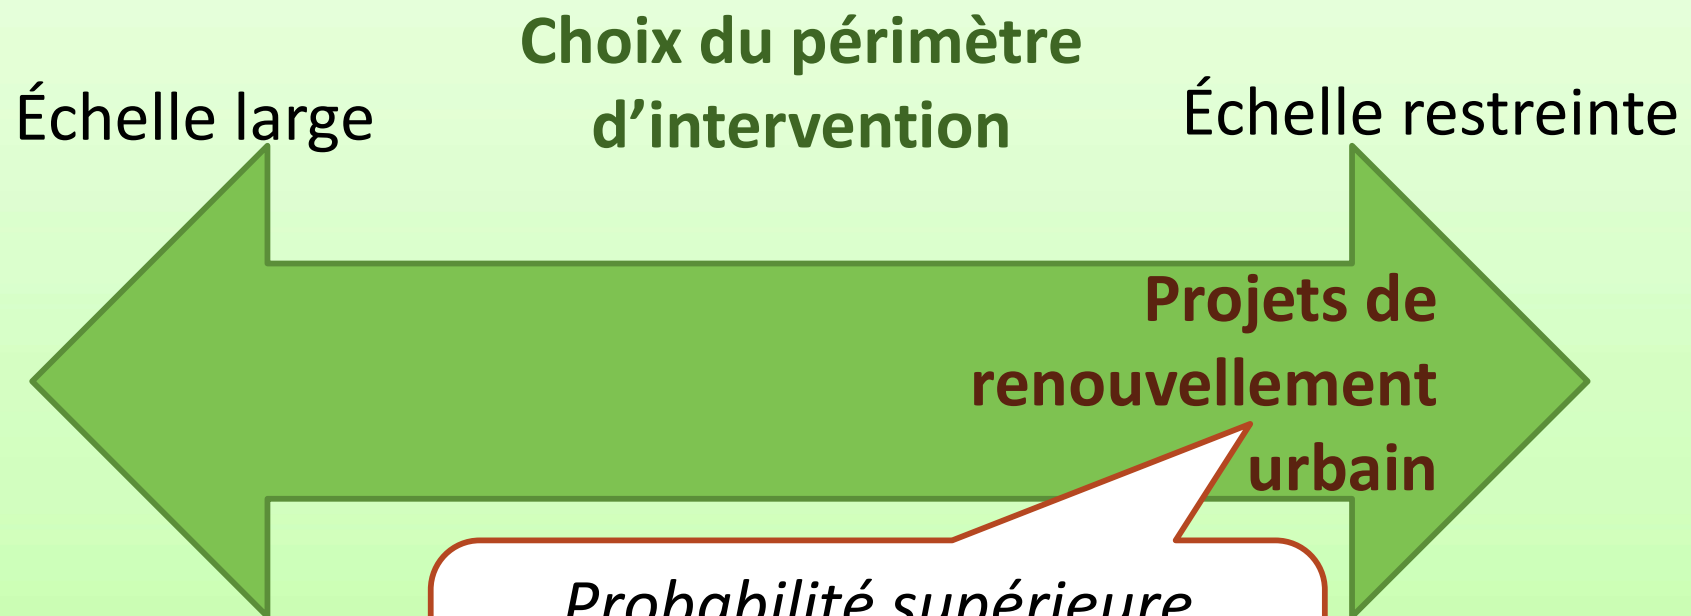 Choix du périmètre
d’intervention
Échelle large
Échelle restreinte
Projets de
renouvellement
urbain
Probabilité supérieure